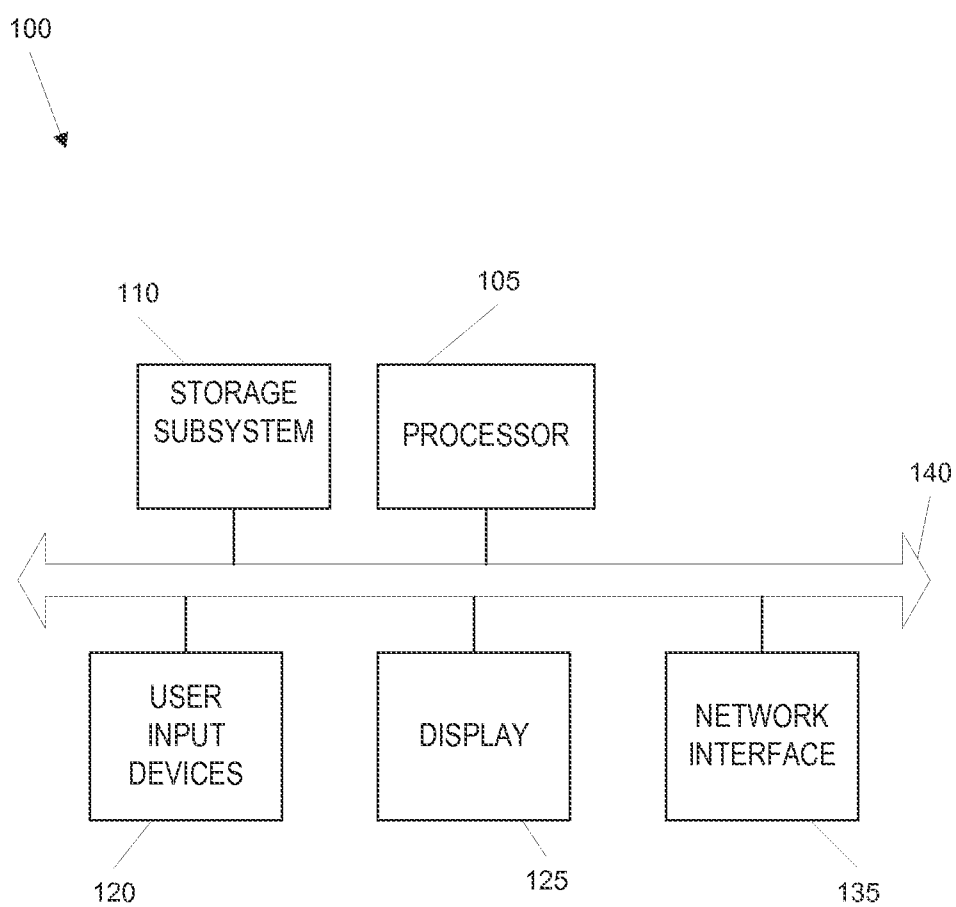 100
110
105
STORAGE
SUBSYSTEM
PROCESSOR
140
USER
INPUT
DEVICES
DISPLAY
NETWORK
INTERFACE
120
125
135